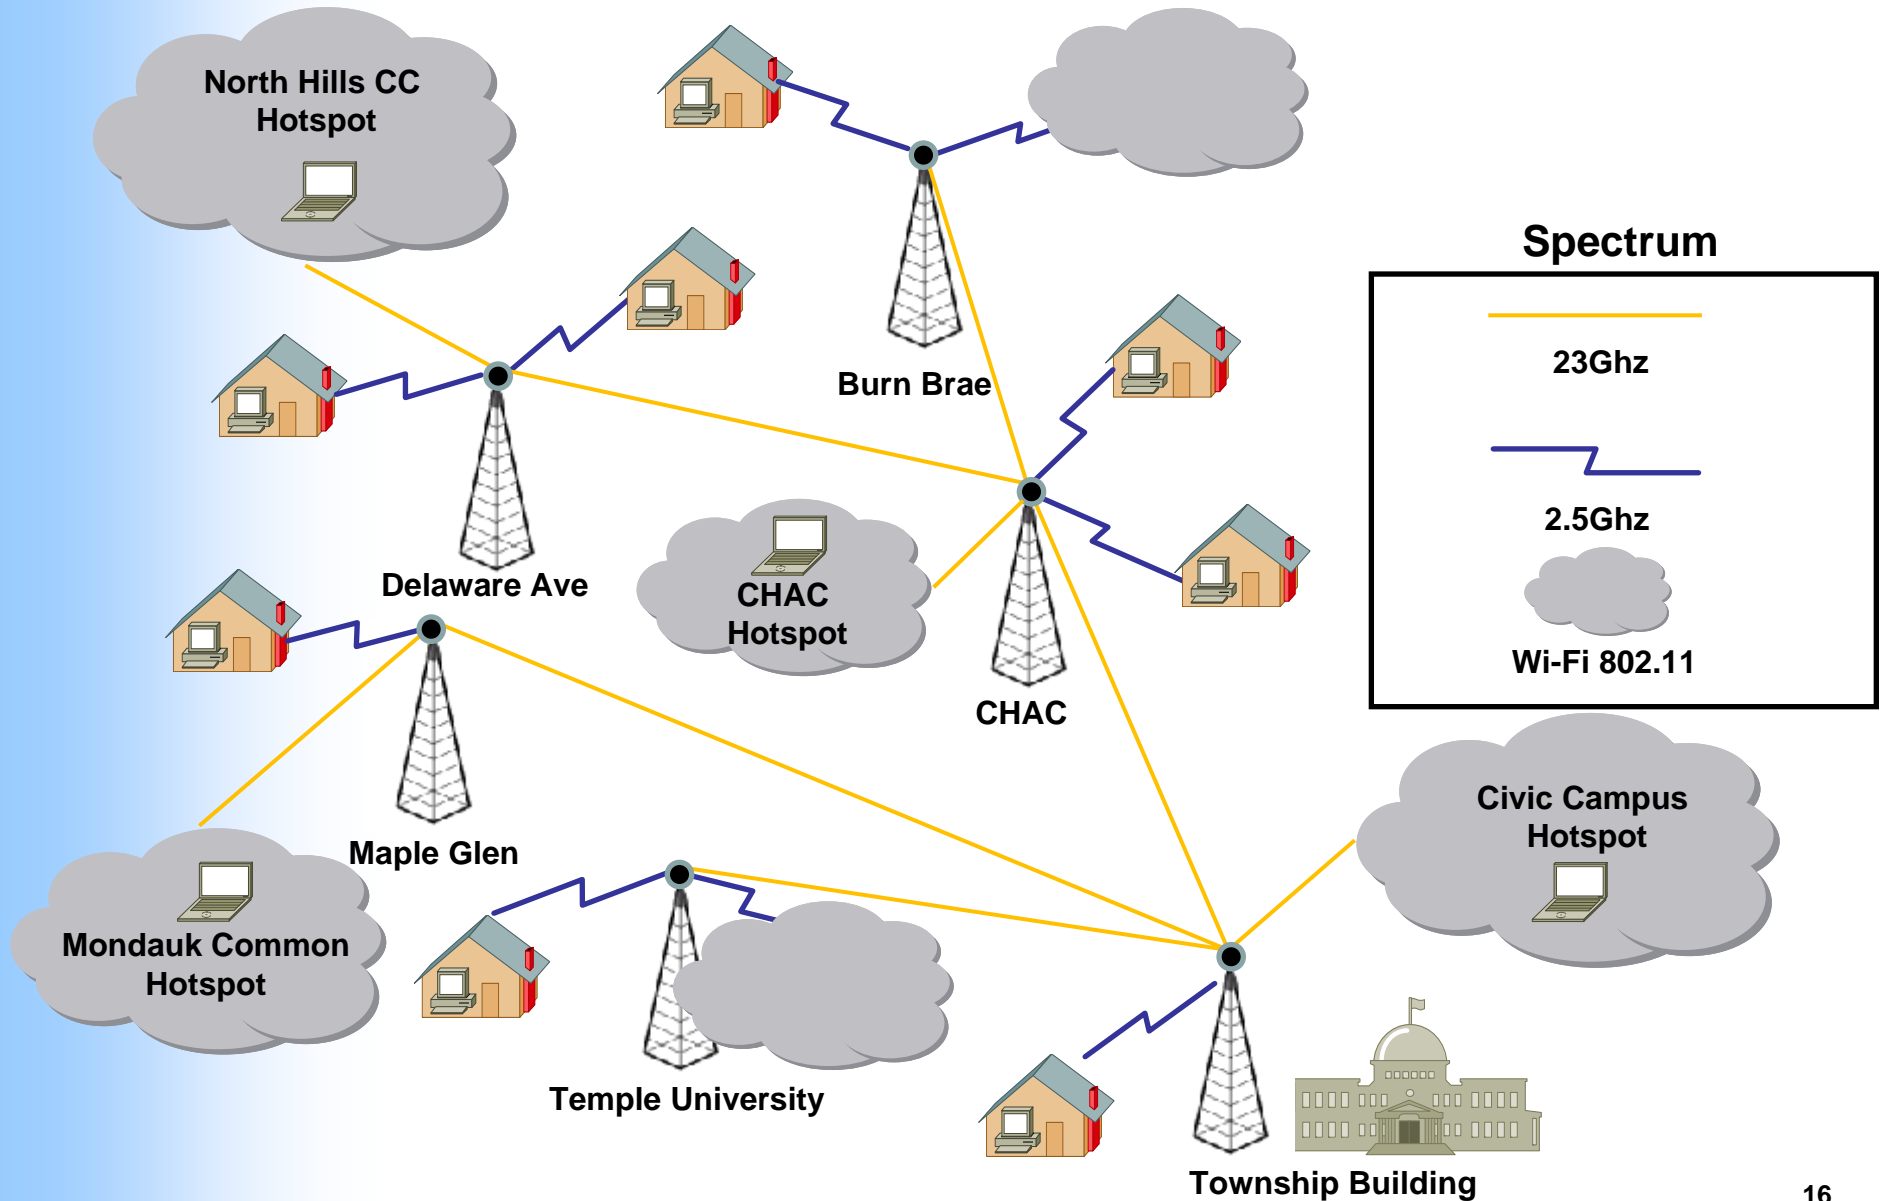 North Hills CC
Hotspot
Burn Brae
Delaware Ave
CHAC
Hotspot
CHAC
Maple Glen
Mondauk Common
Hotspot
Temple University
Township Building
Civic Campus
Hotspot
Spectrum
23Ghz
2.5Ghz
Wi-Fi 802.11
16